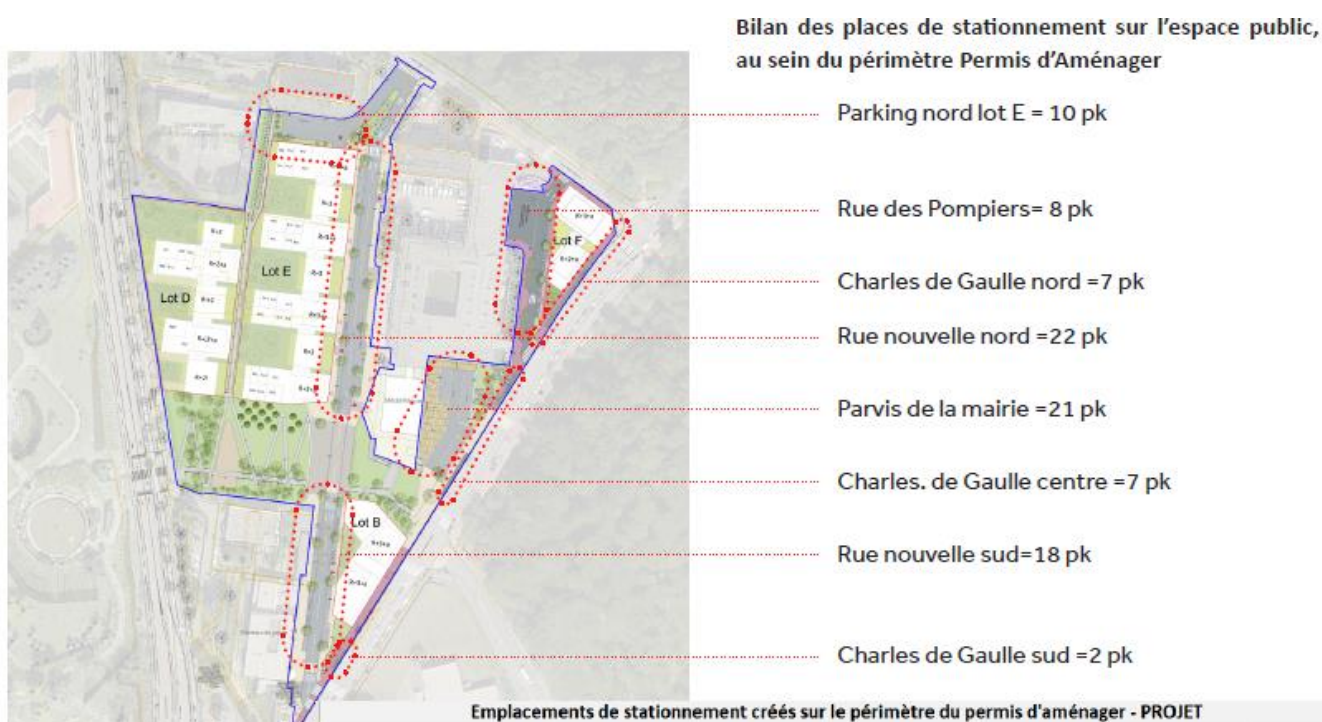 Bilan des places de stationnement sur l'espace public,
au sein du périmètre Permis d'Aménager
Parking nord lot E = 10 pk
Rue des Pompiers= 8 pk
Lot F
Charles de Gaulle nord =7 pk
Lot E
Lot D
Rue nouvelle nord =22 pk
Parvis de la mairie =21 pk
Charles. de Gaulle centre =7 pk
Lot B
Rue nouvelle sud=18 pk
Charles de Gaulle sud =2 pk
Emplacements de stationnement créés sur le périmètre du permis d'aménager - PROJET